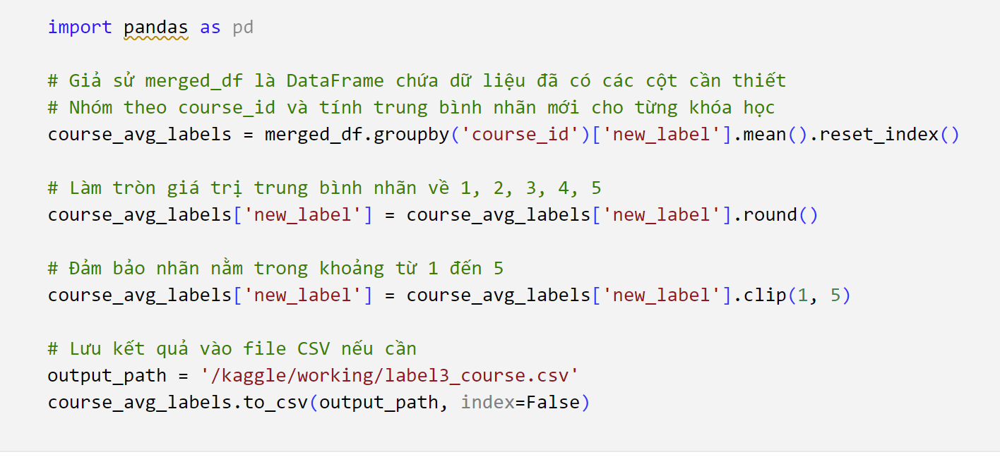 import pandas as pd
# Giả sử merged_df là DataFrame chứa dữ liệu đã có các cột cần thiết
# Nhóm theo course_id và tính trung bình nhãn mới cho từng khóa học
course_avg_labels = merged_df.groupby('course_id')['new_label'].mean().reset_index()
# Làm tròn giá trị trung bình nhãn về 1, 2, 3, 4, 5
course_avg_labels['new_label'] = course_avg_labels['new_label'].round()
# Đảm bảo nhãn nằm trong khoảng từ 1 đến 5
course_avg_labels['new_label'] = course_avg_labels['new_label'].clip(1, 5)
# Lưu kết quả vào file CSV nếu cần
output_path = '/kaggle/working/label3_course.csv'
course_avg_labels.to_csv(output_path, index=False)